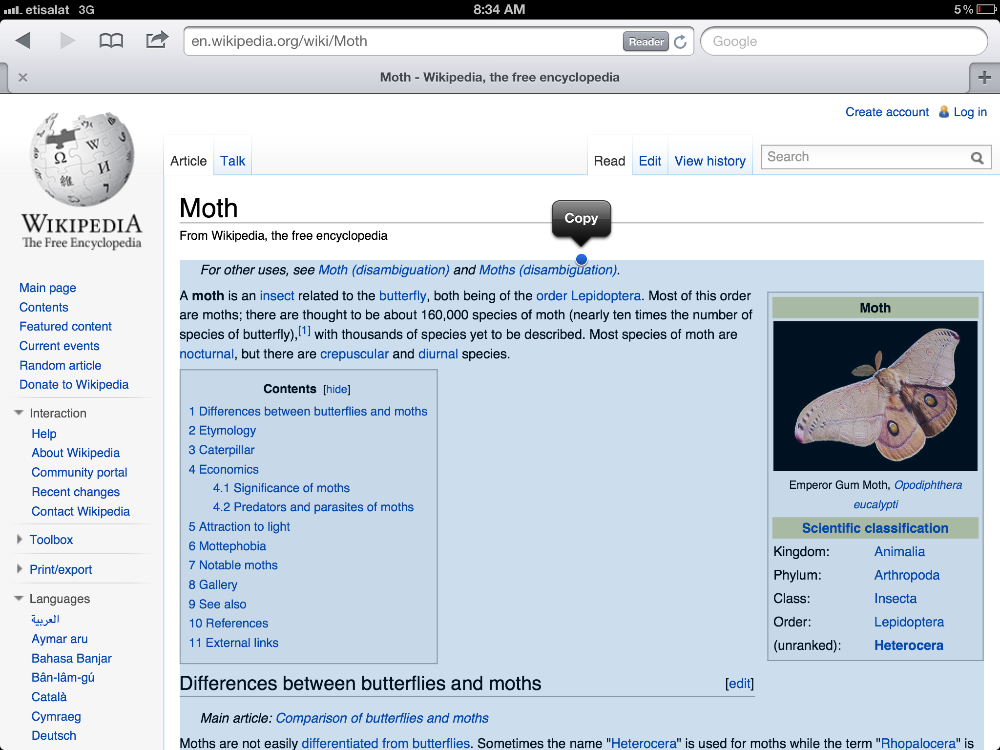 etisalat 3G 8:34 AM 5%
en.wikipedia.org/wiki/Moth Reader Google
Moth - Wikipedia, the free encyclopedia
Create account Log in
WIKIPEDIA
The Free Encyclopedia
Article Talk Read Edit View history Search
Moth
Copy
From Wikipedia, the free encyclopedia
For other uses, see Moth (disambiguation) and Moths (disambiguation).
A moth is an insect related to the butterfly, both being of the order Lepidoptera. Most of this order
are moths; there are thought to be about 160,000 species of moth (nearly ten times the number of
species of butterfly),[1] with thousands of species yet to be described. Most species of moth are
nocturnal, but there are crepuscular and diurnal species.
Main page
Contents
Featured content
Current events
Random article
Donate to Wikipedia
Interaction
Help
About Wikipedia
Community portal
Recent changes
Contact Wikipedia
Toolbox
Print/export
Languages
العربية
Aymar aru
Bahasa Banjar
Bân-lâm-gú
Català
Cymraeg
Deutsch
Contents [hide]
1 Differences between butterflies and moths
2 Etymology
3 Caterpillar
4 Economics
4.1 Significance of moths
4.2 Predators and parasites of moths
5 Attraction to light
6 Mottephobia
7 Notable moths
8 Gallery
9 See also
10 References
11 External links
Moth
Emperor Gum Moth, Opodiphthera
eucalypti
Scientific classification
Kingdom: Animalia
Phylum: Arthropoda
Class: Insecta
Order: Lepidoptera
(unranked): Heterocera
Differences between butterflies and moths [edit]
Main article: Comparison of butterflies and moths
Moths are not easily differentiated from butterflies. Sometimes the name "Heterocera" is used for moths while the term "Rhopalocera" is